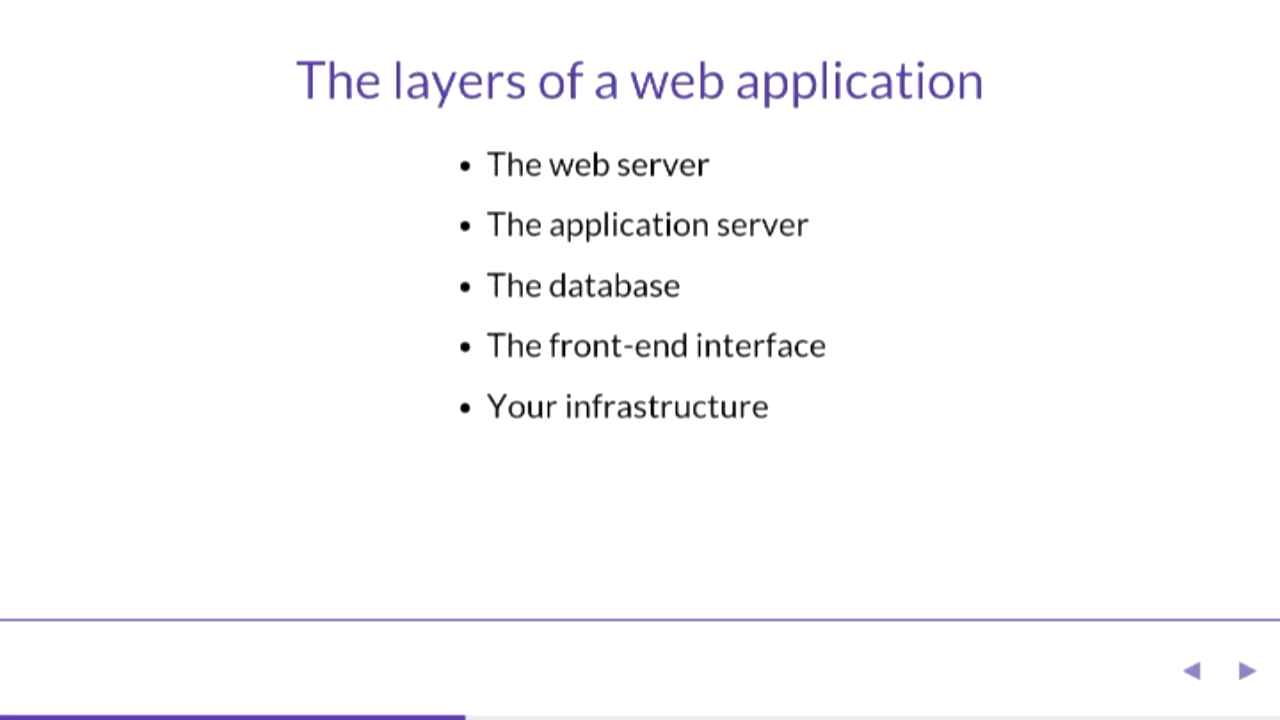 The layers of a web application
• The web server
• The application server
• The database
• The front-end interface
• Your infrastructure